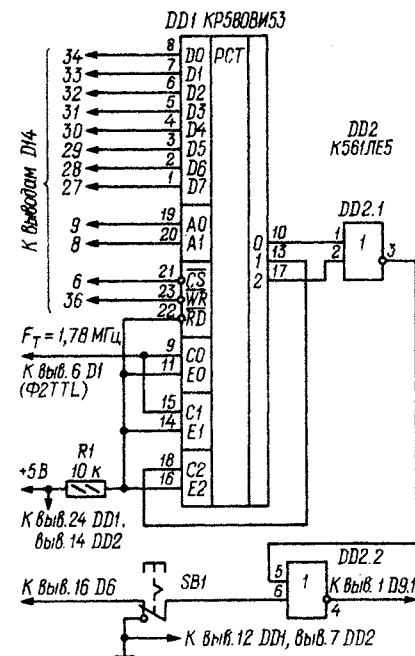 DD1 КР580ВИ53
РСТ
К выводам D14
34 8 D0
33 7 D1
32 6 D2
31 5 D3
30 4 D4
29 3 D5
28 2 D6
27 1 D7
9 19 A0
8 20 A1
6 21 CS
36 23 WR
22 RD
0 10
1 13
2 17
DD2
К561ЛЕ5
DD2.1
1
2
1
3
Fт = 1,78 МГц
К выв. 6 D1
(Ф2TTL)
9 C0
11 E0
15 C1
14 E1
18 C2
16 E2
R1
10 к
+5 В
К выв. 24 DD1,
выв. 14 DD2
DD2.2
5
6
1
4
К выв. 1 D9.1
К выв. 16 D6
SB1
К выв. 12 DD1, выв. 7 DD2